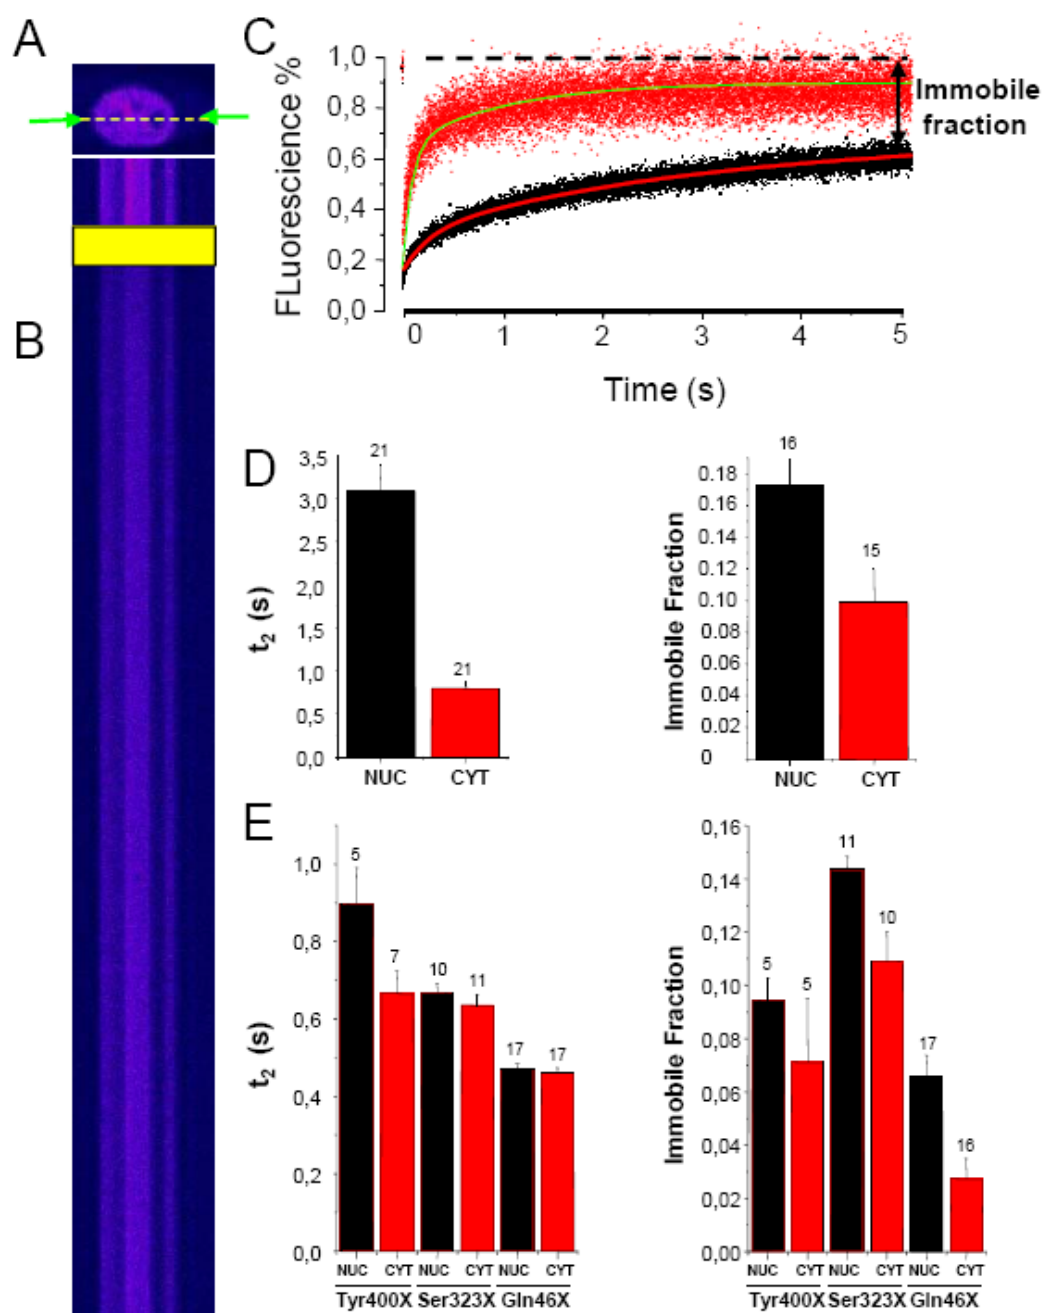 A
C
1,0
0,8
0,6
0,4
0,2
0,0
FLuoroscience %
Immobile
fraction
0 1 2 3 4 5
Time (s)
B
D
21
3,5
3,0
2,0
1,5
1,0
0,5
0,0
t2 (s)
21
NUC CYT
16
0.18
0.16
0.14
0.12
0.10
0.08
0.06
0.04
0.02
0
Immobile Fraction
15
NUC CYT
E
1,0
0,8
0,6
0,4
0,2
0,0
t2 (s)
5 7 10 11 17 17
NUC CYT NUC CYT NUC CYT
Tyr400X Ser323X Gln46X
0,16
0,14
0,12
0,10
0,08
0,06
0,04
0,02
0,00
Immobile Fraction
5 5 11 10 17 16
NUC CYT NUC CYT NUC CYT
Tyr400X Ser323X Gln46X